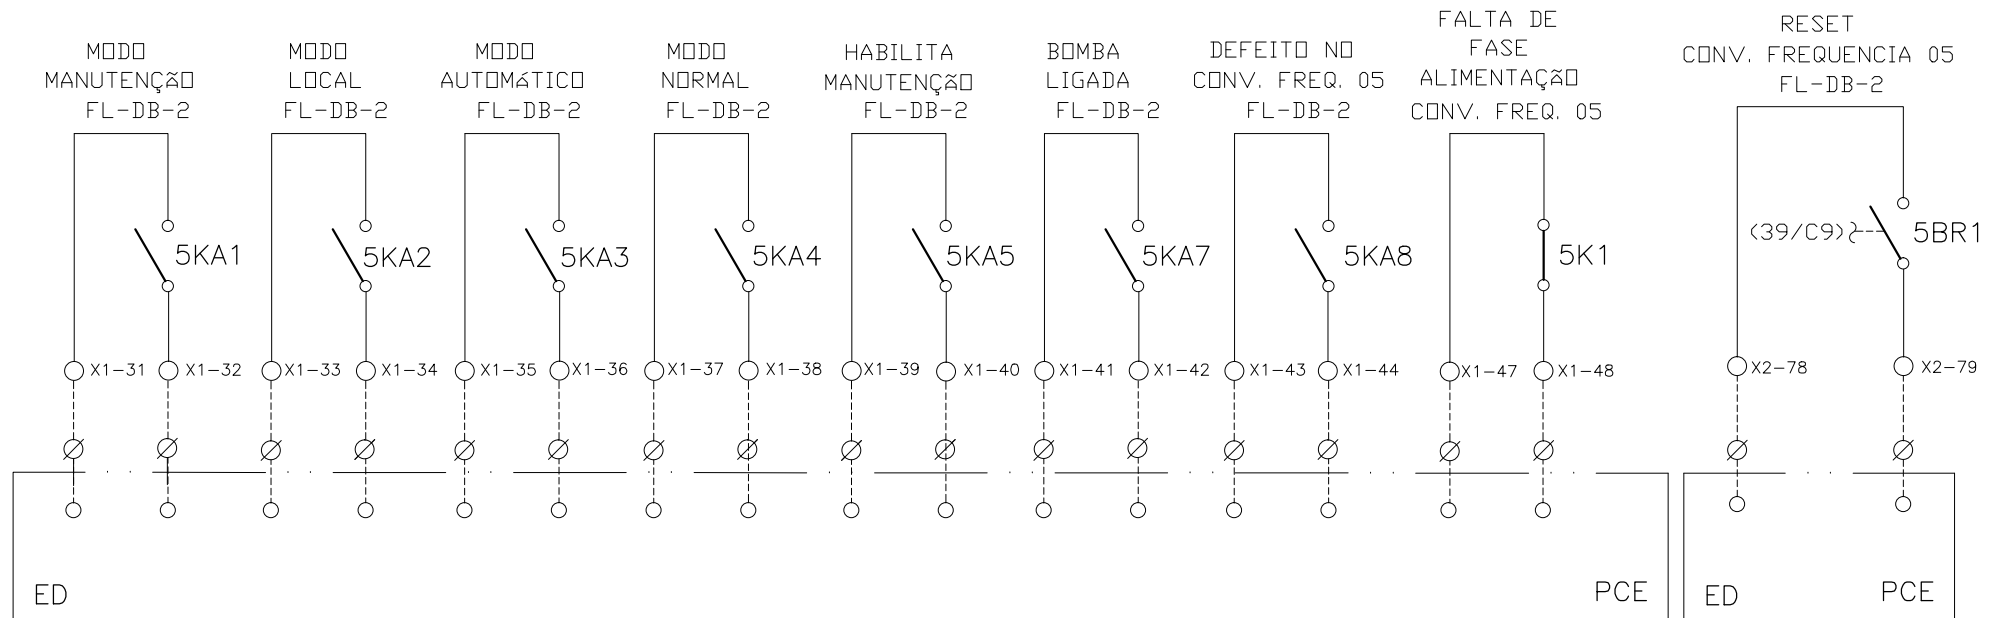 MODO
MANUTENÇÃO
FL-DB-2
MODO
LOCAL
FL-DB-2
MODO
AUTOMáTICO
FL-DB-2
MODO
NORMAL
FL-DB-2
HABILITA
MANUTENÇÃO
FL-DB-2
BOMBA
LIGADA
FL-DB-2
DEFEITO NO
CONV. FREQ. 05
FL-DB-2
FALTA DE
FASE
ALIMENTAÇÃO
CONV. FREQ. 05
RESET
CONV. FREQUENCIA 05
FL-DB-2
5KA1
5KA2
5KA3
5KA4
5KA5
5KA7
5KA8
5K1
(39/C9)
5BR1
X1-31
X1-32
X1-33
X1-34
X1-35
X1-36
X1-37
X1-38
X1-39
X1-40
X1-41
X1-42
X1-43
X1-44
X1-47
X1-48
X2-78
X2-79
ED
PCE
ED
PCE